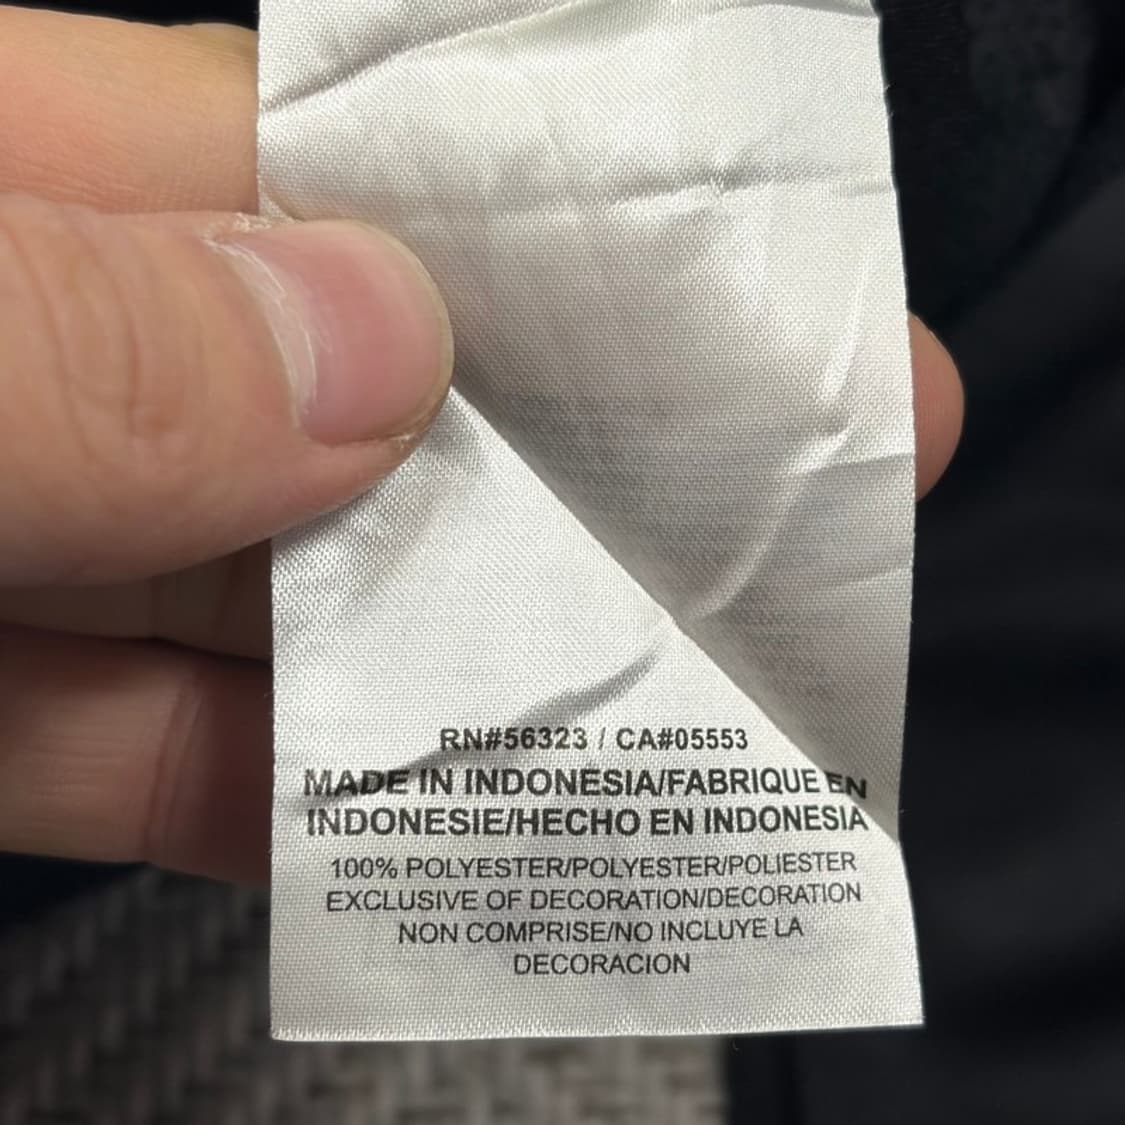 RN#56323 / CA#05553
MADE IN INDONESIA/FABRIQUE EN
INDONESIE/HECHO EN INDONESIA
100% POLYESTER/POLYESTER/POLIESTER
EXCLUSIVE OF DECORATION/DECORATION
NON COMPRISE/NO INCLUYE LA
DECORACION